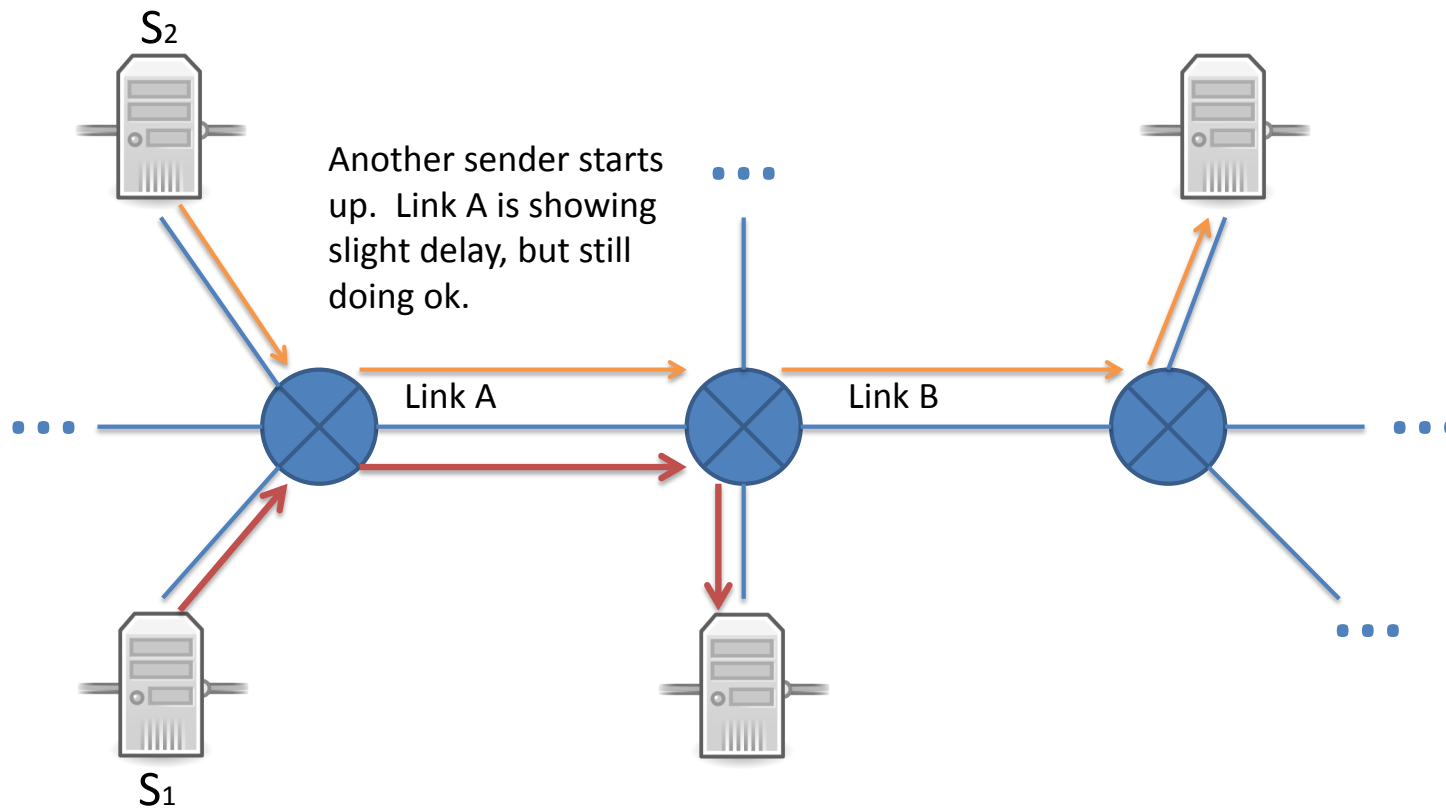 S2
Another sender starts
up.  Link A is showing
slight delay, but still
doing ok.
...
Link A
Link B
...
...
...
S1